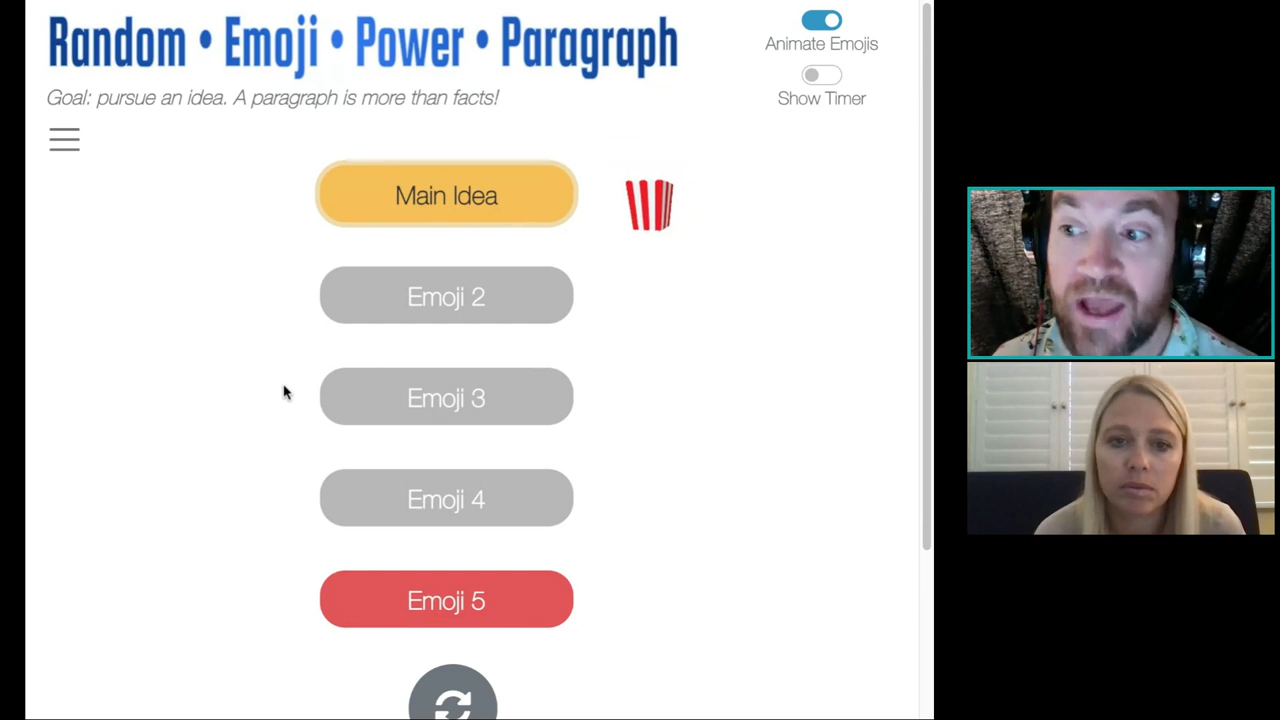 Random • Emoji • Power • Paragraph
Goal: pursue an idea. A paragraph is more than facts!
Animate Emojis
Show Timer
Main Idea
Emoji 2
Emoji 3
Emoji 4
Emoji 5